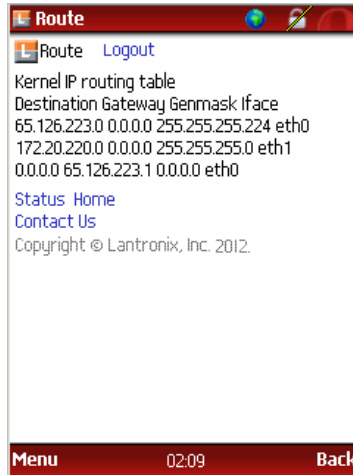 Route
Route Logout
Kernel IP routing table
Destination Gateway Genmask Iface
65.126.223.0 0.0.0.0 255.255.255.224 eth0
172.20.220.0 0.0.0.0 255.255.255.0 eth1
0.0.0.0 65.126.223.1 0.0.0.0 eth0
Status Home
Contact Us
Copyright © Lantronix, Inc. 2012.
Menu 02:09 Back